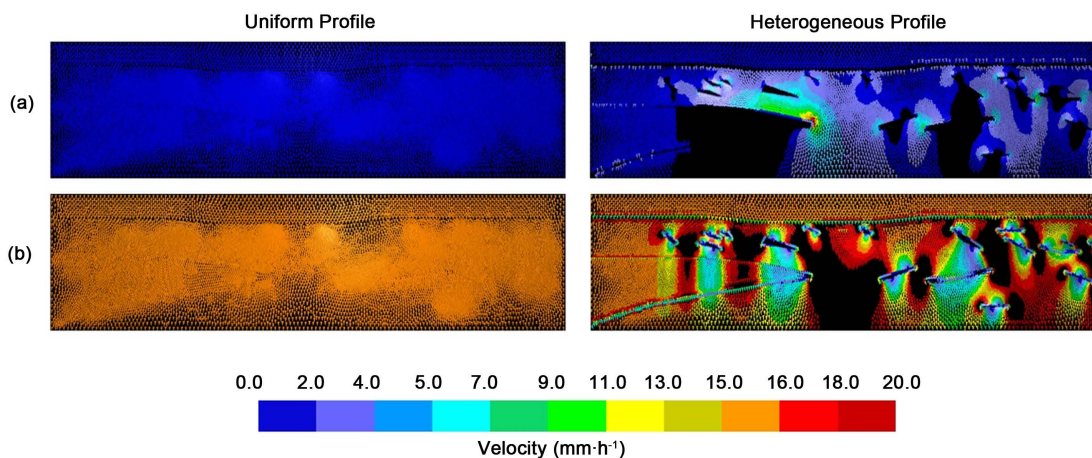 Uniform Profile Heterogeneous Profile
(a)
(b)
0.0 2.0 4.0 5.0 7.0 9.0 11.0 13.0 15.0 16.0 18.0 20.0
Velocity (mm·h⁻¹)